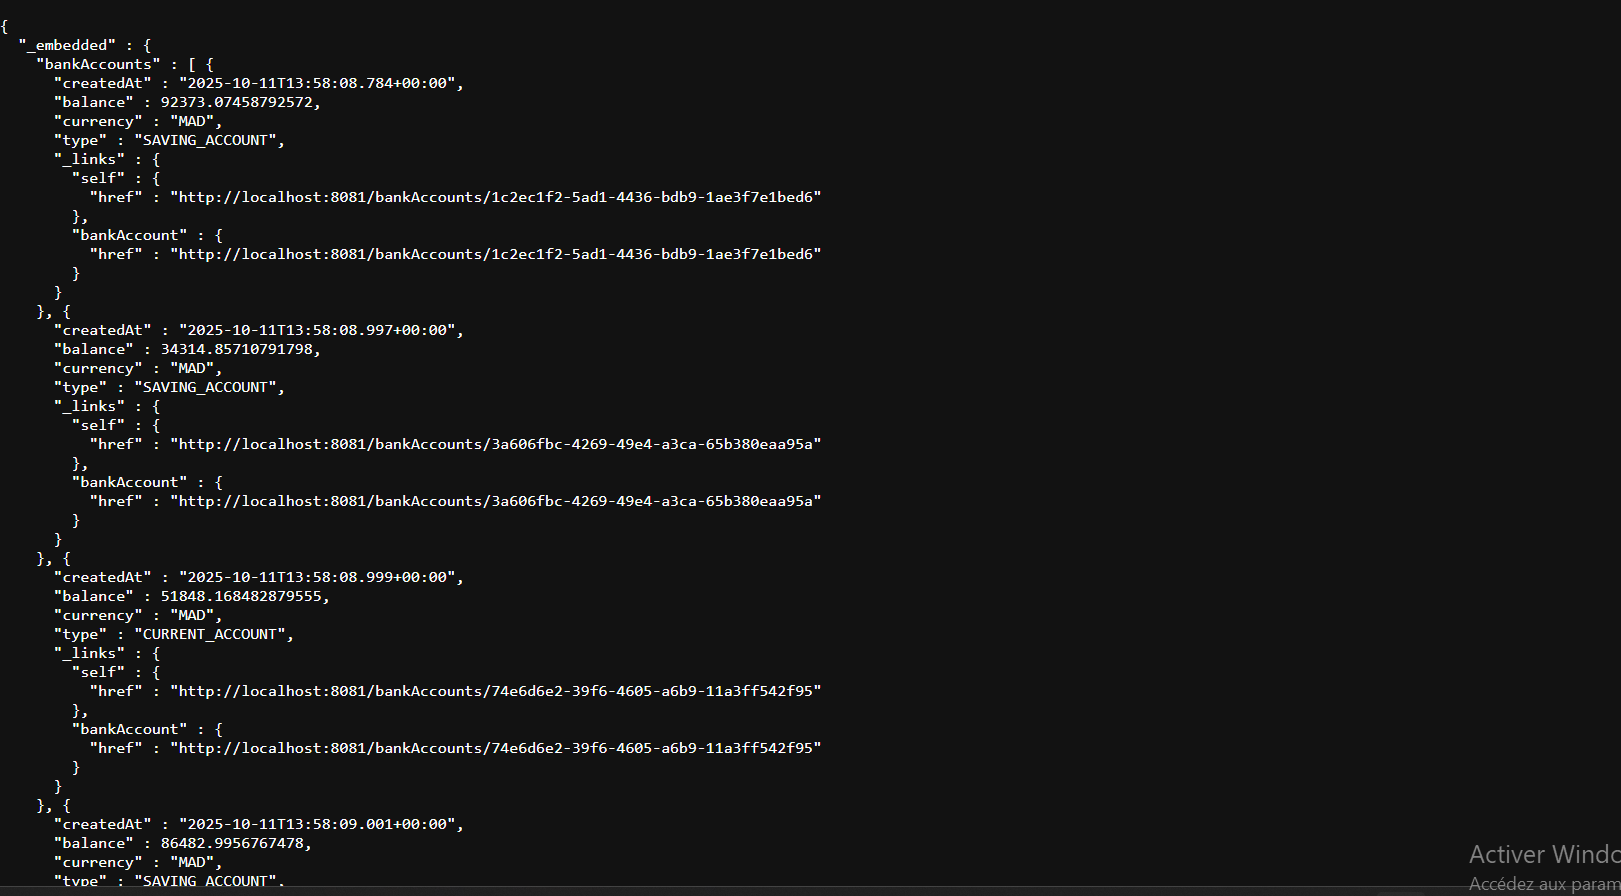 {
  "_embedded" : {
    "bankAccounts" : [ {
      "createdAt" : "2025-10-11T13:58:08.784+00:00",
      "balance" : 92373.07458792572,
      "currency" : "MAD",
      "type" : "SAVING_ACCOUNT",
      "_links" : {
        "self" : {
          "href" : "http://localhost:8081/bankAccounts/1c2ec1f2-5ad1-4436-bdb9-1ae3f7e1bed6"
        },
        "bankAccount" : {
          "href" : "http://localhost:8081/bankAccounts/1c2ec1f2-5ad1-4436-bdb9-1ae3f7e1bed6"
        }
      }
    }, {
      "createdAt" : "2025-10-11T13:58:08.997+00:00",
      "balance" : 34314.85710791798,
      "currency" : "MAD",
      "type" : "SAVING_ACCOUNT",
      "_links" : {
        "self" : {
          "href" : "http://localhost:8081/bankAccounts/3a606fbc-4269-49e4-a3ca-65b380eaa95a"
        },
        "bankAccount" : {
          "href" : "http://localhost:8081/bankAccounts/3a606fbc-4269-49e4-a3ca-65b380eaa95a"
        }
      }
    }, {
      "createdAt" : "2025-10-11T13:58:08.999+00:00",
      "balance" : 51848.168482879555,
      "currency" : "MAD",
      "type" : "CURRENT_ACCOUNT",
      "_links" : {
        "self" : {
          "href" : "http://localhost:8081/bankAccounts/74e6d6e2-39f6-4605-a6b9-11a3ff542f95"
        },
        "bankAccount" : {
          "href" : "http://localhost:8081/bankAccounts/74e6d6e2-39f6-4605-a6b9-11a3ff542f95"
        }
      }
    }, {
      "createdAt" : "2025-10-11T13:58:09.001+00:00",
      "balance" : 86482.9956767478,
      "currency" : "MAD",
      "type" : "SAVING_ACCOUNT",
Activer Windo
Accédez aux param